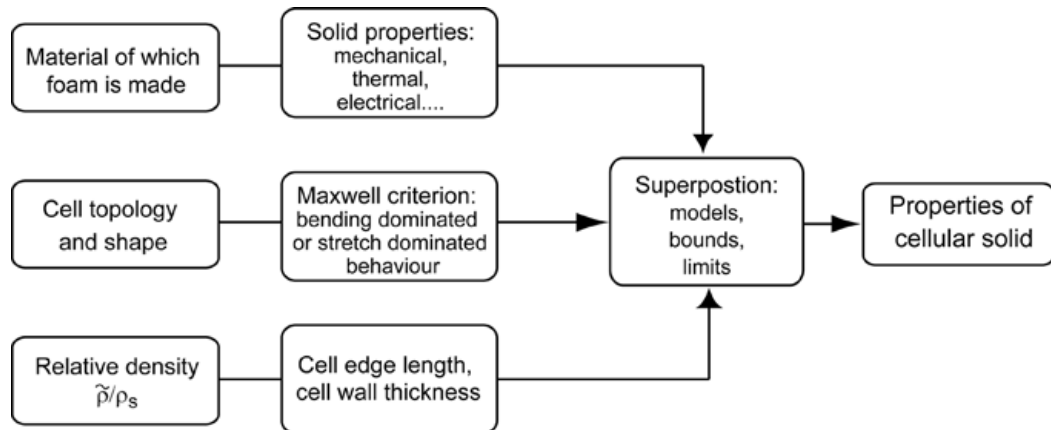 Material of which
foam is made
Solid properties:
mechanical,
thermal,
electrical....
Cell topology
and shape
Maxwell criterion:
bending dominated
or stretch dominated
behaviour
Superpostion:
models,
bounds,
limits
Properties of
cellular solid
Relative density
ρ̃/ρs
Cell edge length,
cell wall thickness